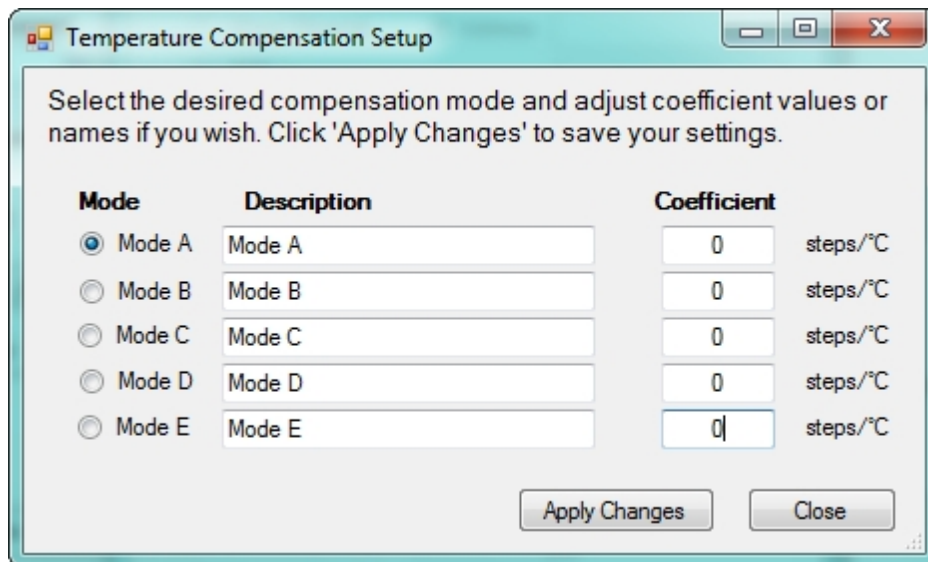 Temperature Compensation Setup
Select the desired compensation mode and adjust coefficient values or
names if you wish. Click 'Apply Changes' to save your settings.
Mode Description Coefficient
Mode A Mode A 0 steps/°C
Mode B Mode B 0 steps/°C
Mode C Mode C 0 steps/°C
Mode D Mode D 0 steps/°C
Mode E Mode E 0 steps/°C
Apply Changes Close